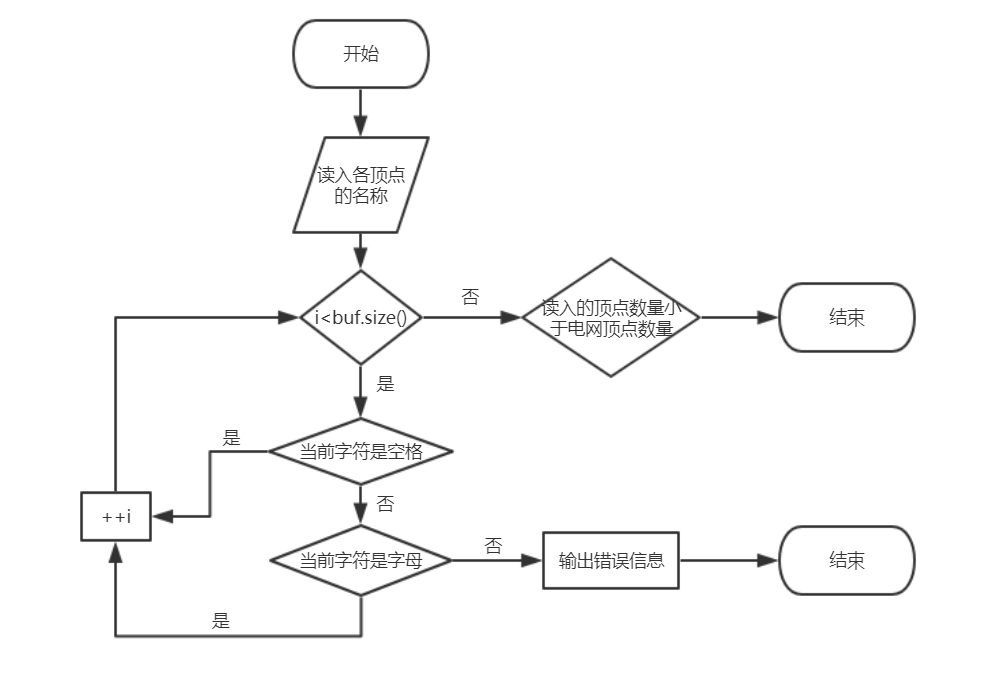 开始
读入各顶点
的名称
i<buf.size()
否
读入的顶点数量小
于电网顶点数量
结束
是
当前字符是空格
是
++i
否
当前字符是字母
否
输出错误信息
结束
是